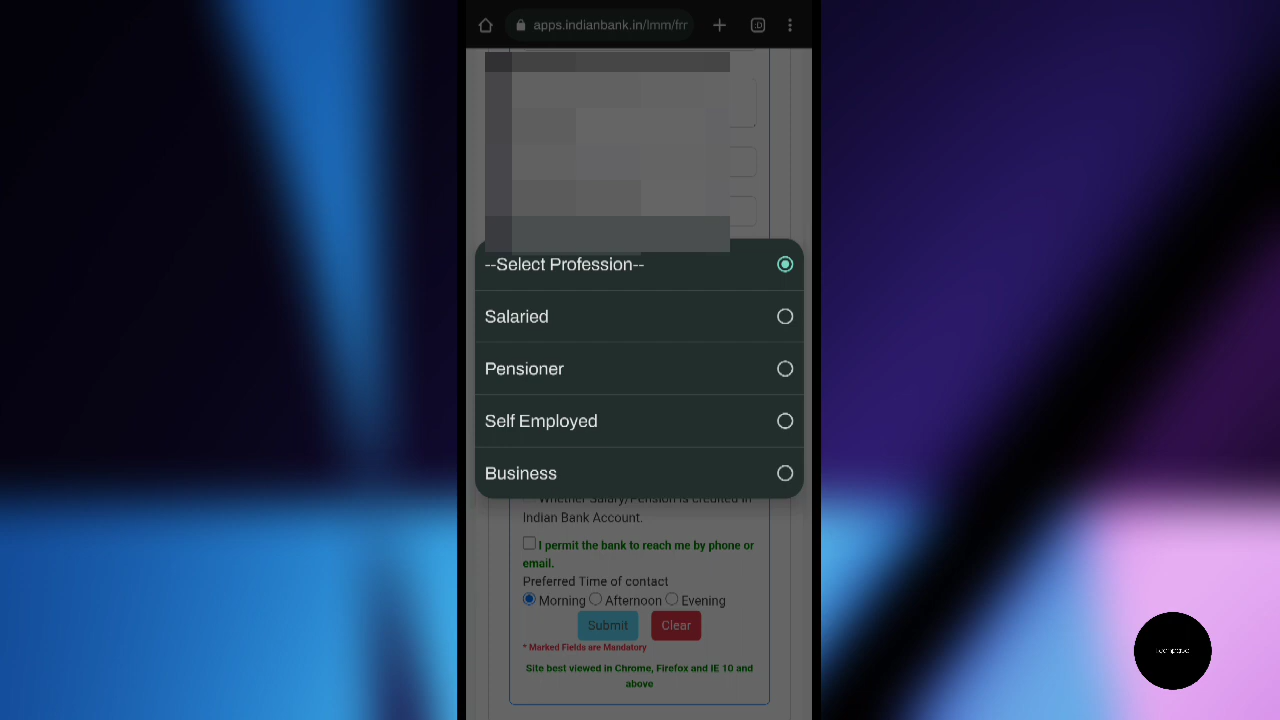 apps.indianbank.in/lmm/frr
:D
--Select Profession--
Salaried
Pensioner
Self Employed
Business
Whether Salary/Pension is credited in
Indian Bank Account.
I permit the bank to reach me by phone or
email.
Preferred Time of contact
Morning Afternoon Evening
Submit Clear
* Marked Fields are Mandatory
Site best viewed in Chrome, Firefox and IE 10 and
above